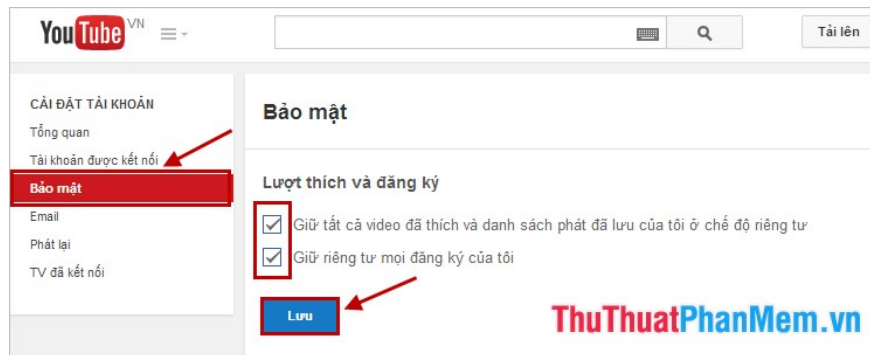 YouTube VN
Tải lên
CÀI ĐẶT TÀI KHOẢN
Tổng quan
Tài khoản được kết nối
Bảo mật
Email
Phát lại
TV đã kết nối
Bảo mật
Lượt thích và đăng ký
Giữ tất cả video đã thích và danh sách phát đã lưu của tôi ở chế độ riêng tư
Giữ riêng tư mọi đăng ký của tôi
Lưu
ThuThuatPhanMem.vn